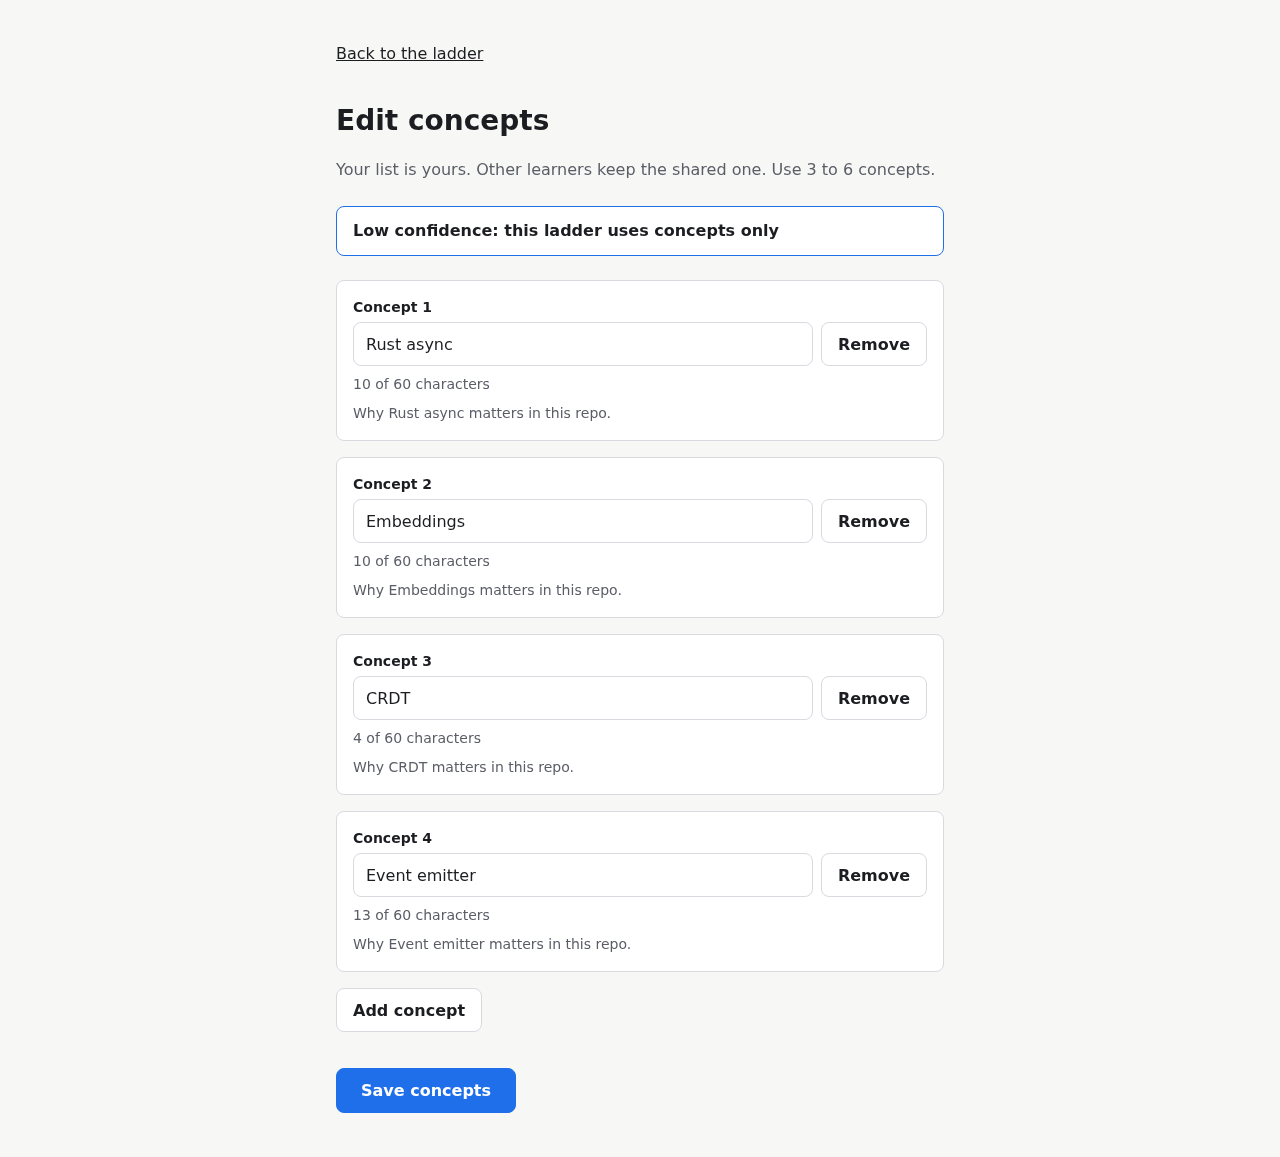 Back to the ladder
Edit concepts
Your list is yours. Other learners keep the shared one. Use 3 to 6 concepts.
Low confidence: this ladder uses concepts only
Concept 1
Rust async
Remove
10 of 60 characters
Why Rust async matters in this repo.
Concept 2
Embeddings
Remove
10 of 60 characters
Why Embeddings matters in this repo.
Concept 3
CRDT
Remove
4 of 60 characters
Why CRDT matters in this repo.
Concept 4
Event emitter
Remove
13 of 60 characters
Why Event emitter matters in this repo.
Add concept
Save concepts